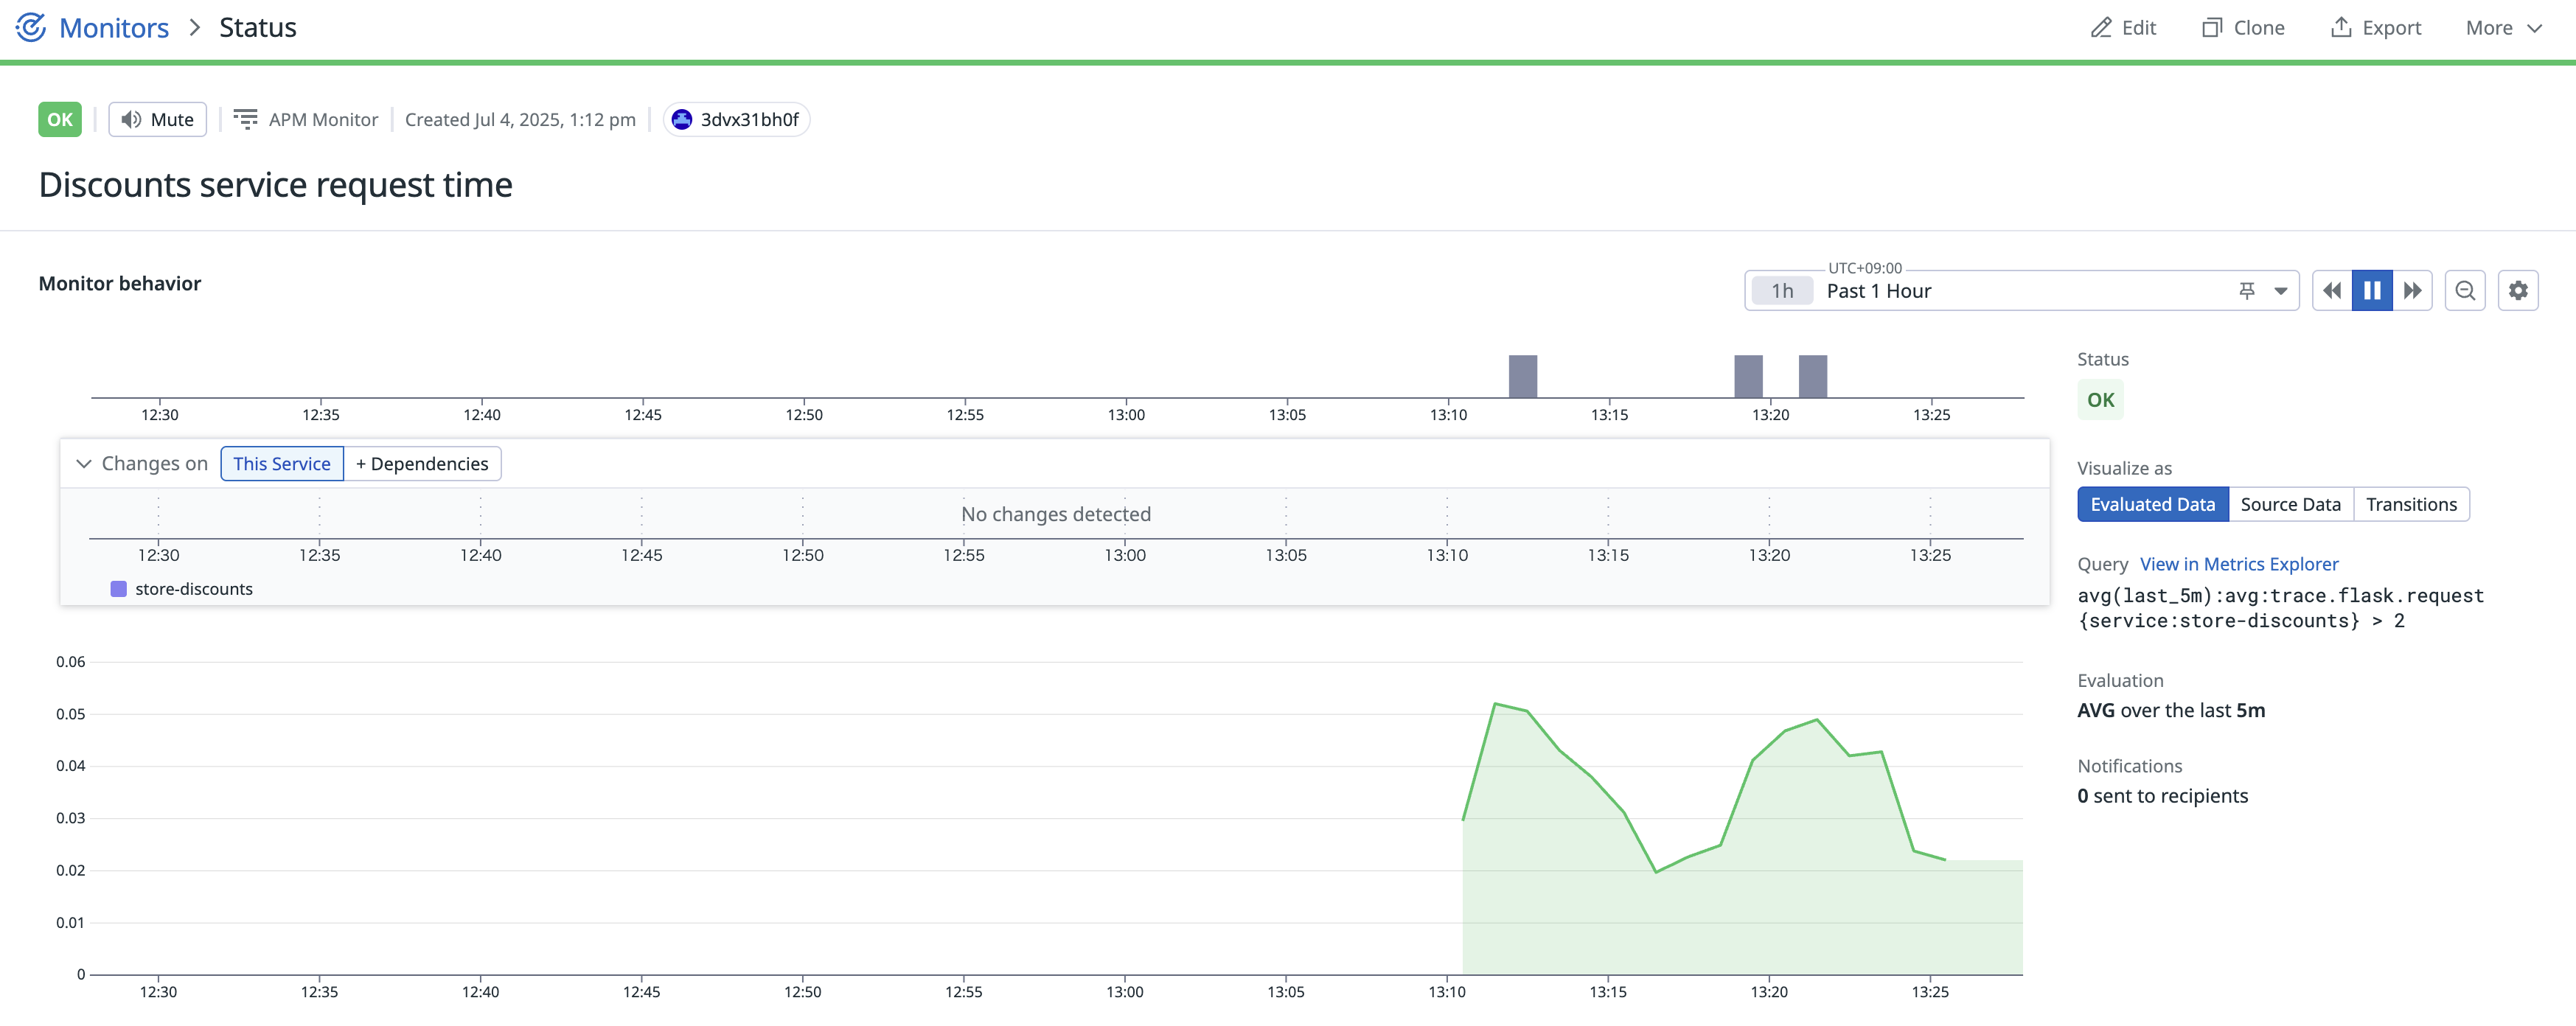 Monitors > Status
Edit Clone Export More
OK Mute APM Monitor Created Jul 4, 2025, 1:12 pm 3dvx31bh0f
Discounts service request time
Monitor behavior
UTC+09:00
1h Past 1 Hour
12:30 12:35 12:40 12:45 12:50 12:55 13:00 13:05 13:10 13:15 13:20 13:25
Changes on This Service + Dependencies
No changes detected
12:30 12:35 12:40 12:45 12:50 12:55 13:00 13:05 13:10 13:15 13:20 13:25
store-discounts
0.06
0.05
0.04
0.03
0.02
0.01
0
12:30 12:35 12:40 12:45 12:50 12:55 13:00 13:05 13:10 13:15 13:20 13:25
Status
OK
Visualize as
Evaluated Data Source Data Transitions
Query View in Metrics Explorer
avg(last_5m):avg:trace.flask.request
{service:store-discounts} > 2
Evaluation
AVG over the last 5m
Notifications
0 sent to recipients